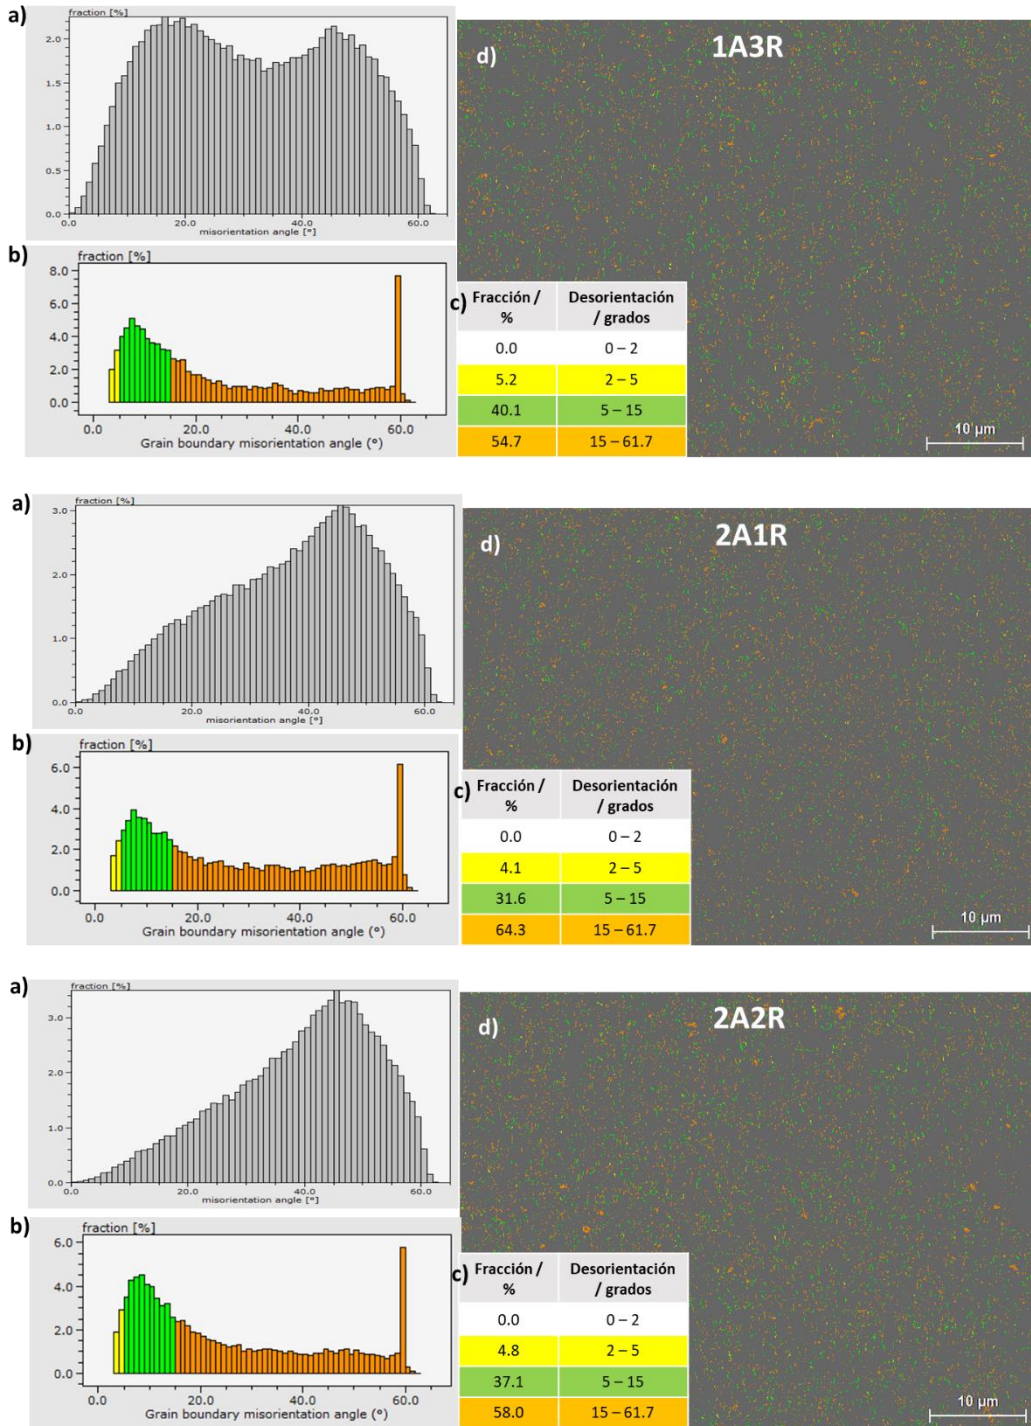 a)
2.0
1.5
1.0
0.5
0.0
0.0 20.0 40.0 60.0
misorientation angle [°]
b)
fraction [%]
8.0
6.0
4.0
2.0
0.0
0.0 20.0 40.0 60.0
Grain boundary misorientation angle (°)
c)
Fracción / % Desorientación / grados
0.0 0 – 2
5.2 2 – 5
40.1 5 – 15
54.7 15 – 61.7
d)
1A3R
10 µm
a)
fraction [%]
3.0
2.0
1.0
0.0
0.0 20.0 40.0 60.0
misorientation angle [°]
b)
fraction [%]
6.0
4.0
2.0
0.0
0.0 20.0 40.0 60.0
Grain boundary misorientation angle (°)
c)
Fracción / % Desorientación / grados
0.0 0 – 2
4.1 2 – 5
31.6 5 – 15
64.3 15 – 61.7
d)
2A1R
10 µm
a)
fraction [%]
3.0
2.0
1.0
0.0
0.0 20.0 40.0 60.0
misorientation angle [°]
b)
fraction [%]
6.0
4.0
2.0
0.0
0.0 20.0 40.0 60.0
Grain boundary misorientation angle (°)
c)
Fracción / % Desorientación / grados
0.0 0 – 2
4.8 2 – 5
37.1 5 – 15
58.0 15 – 61.7
d)
2A2R
10 µm